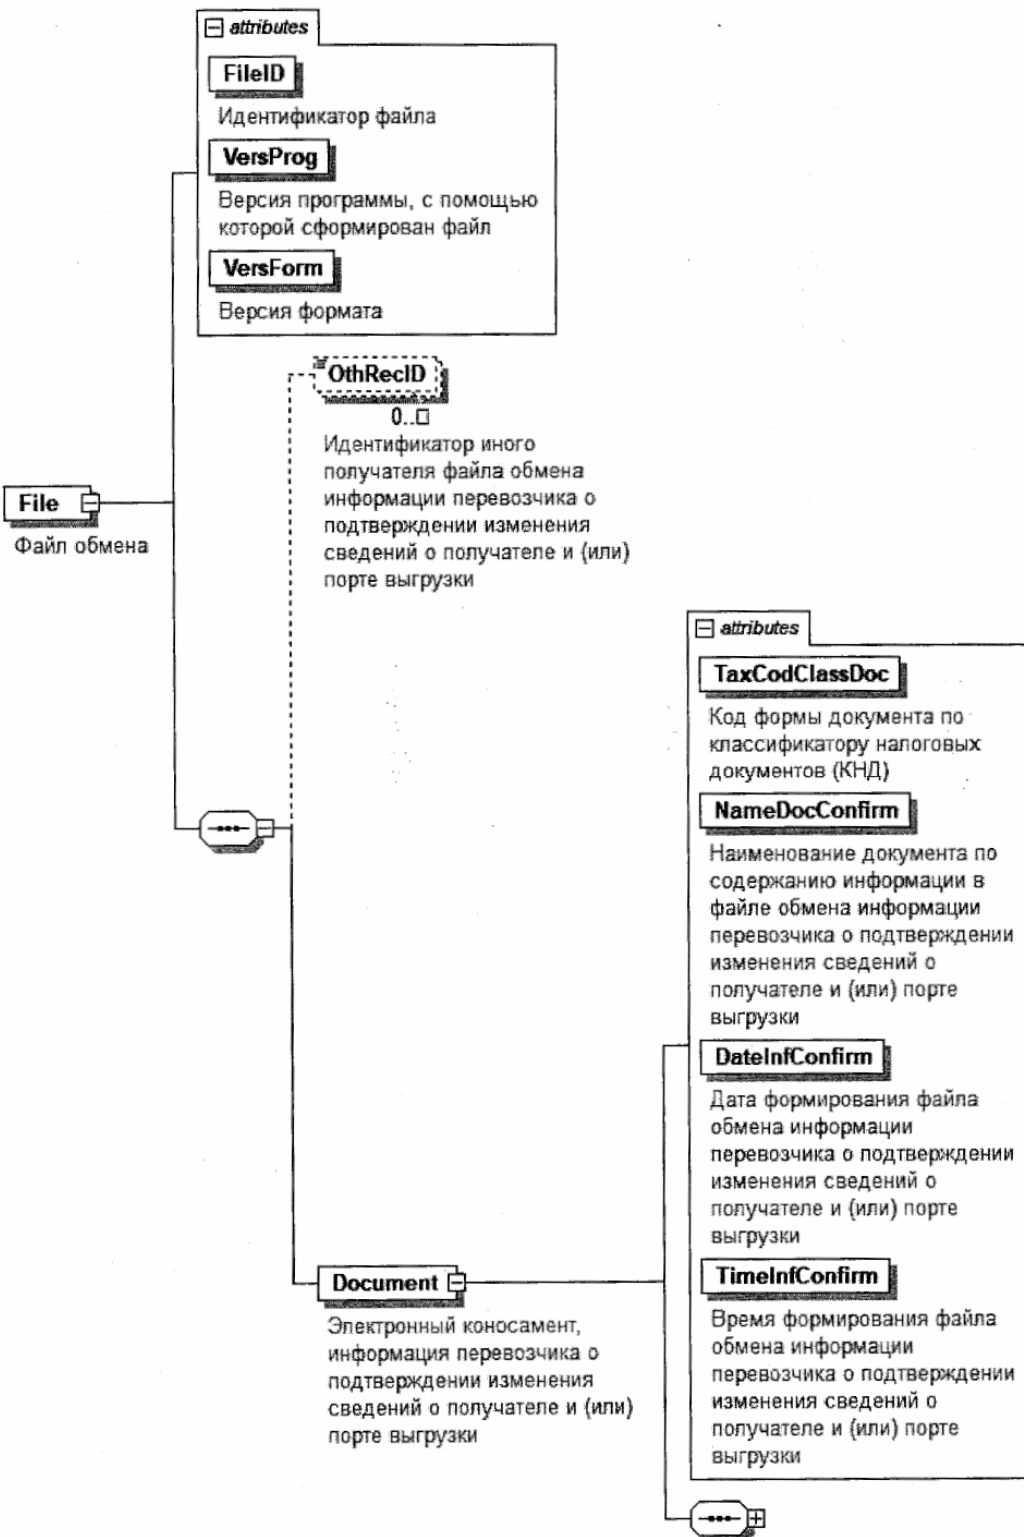 attributes
FileID
Идентификатор файла
VersProg
Версия программы, с помощью
которой сформирован файл
VersForm
Версия формата
OthRecID
0..□
Идентификатор иного
получателя файла обмена
информации перевозчика о
подтверждении изменения
сведений о получателе и (или)
порте выгрузки
File
Файл обмена
attributes
TaxCodClassDoc
Код формы документа по
классификатору налоговых
документов (КНД)
NameDocConfirm
Наименование документа по
содержанию информации в
файле обмена информации
перевозчика о подтверждении
изменения сведений о
получателе и (или) порте
выгрузки
DateInfConfirm
Дата формирования файла
обмена информации
перевозчика о подтверждении
изменения сведений о
получателе и (или) порте
выгрузки
TimeInfConfirm
Время формирования файла
обмена информации
перевозчика о подтверждении
изменения сведений о
получателе и (или) порте
выгрузки
Document
Электронный коносамент,
информация перевозчика о
подтверждении изменения
сведений о получателе и (или)
порте выгрузки